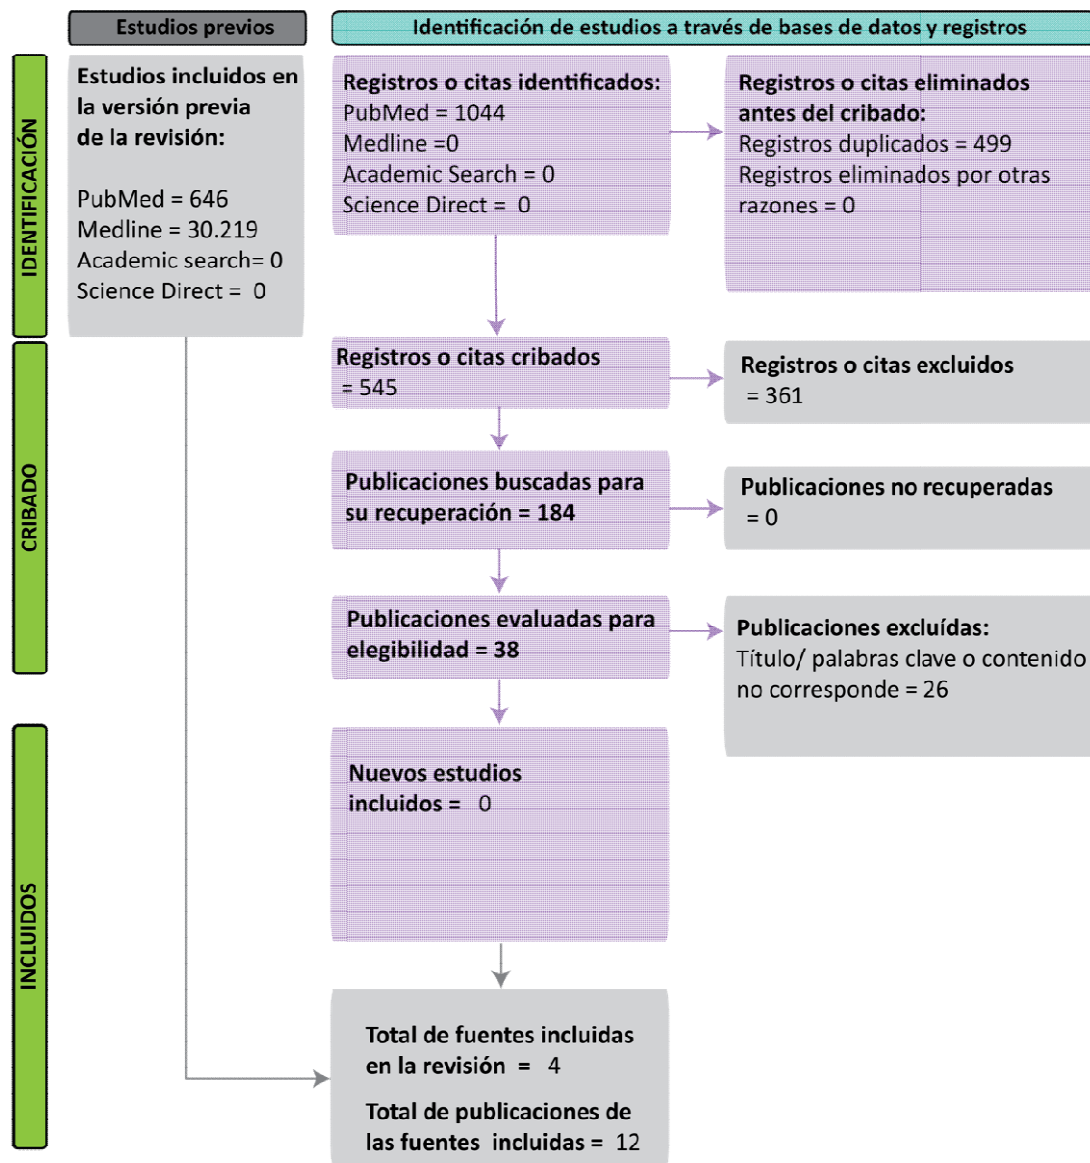 Estudios previos
Identificación de estudios a través de bases de datos y registros
IDENTIFICACIÓN
Estudios incluidos en
la versión previa
de la revisión:
PubMed = 646
Medline = 30.219
Academic search= 0
Science Direct = 0
Registros o citas identificados:
PubMed = 1044
Medline =0
Academic Search = 0
Science Direct = 0
Registros o citas eliminados
antes del cribado:
Registros duplicados = 499
Registros eliminados por otras
razones = 0
CRIBADO
Registros o citas cribados
= 545
Registros o citas excluidos
= 361
Publicaciones buscadas para
su recuperación = 184
Publicaciones no recuperadas
= 0
Publicaciones evaluadas para
elegibilidad = 38
Publicaciones excluídas:
Título/ palabras clave o contenido
no corresponde = 26
INCLUIDOS
Nuevos estudios
incluidos = 0
Total de fuentes incluidas
en la revisión = 4
Total de publicaciones de
las fuentes incluidas = 12